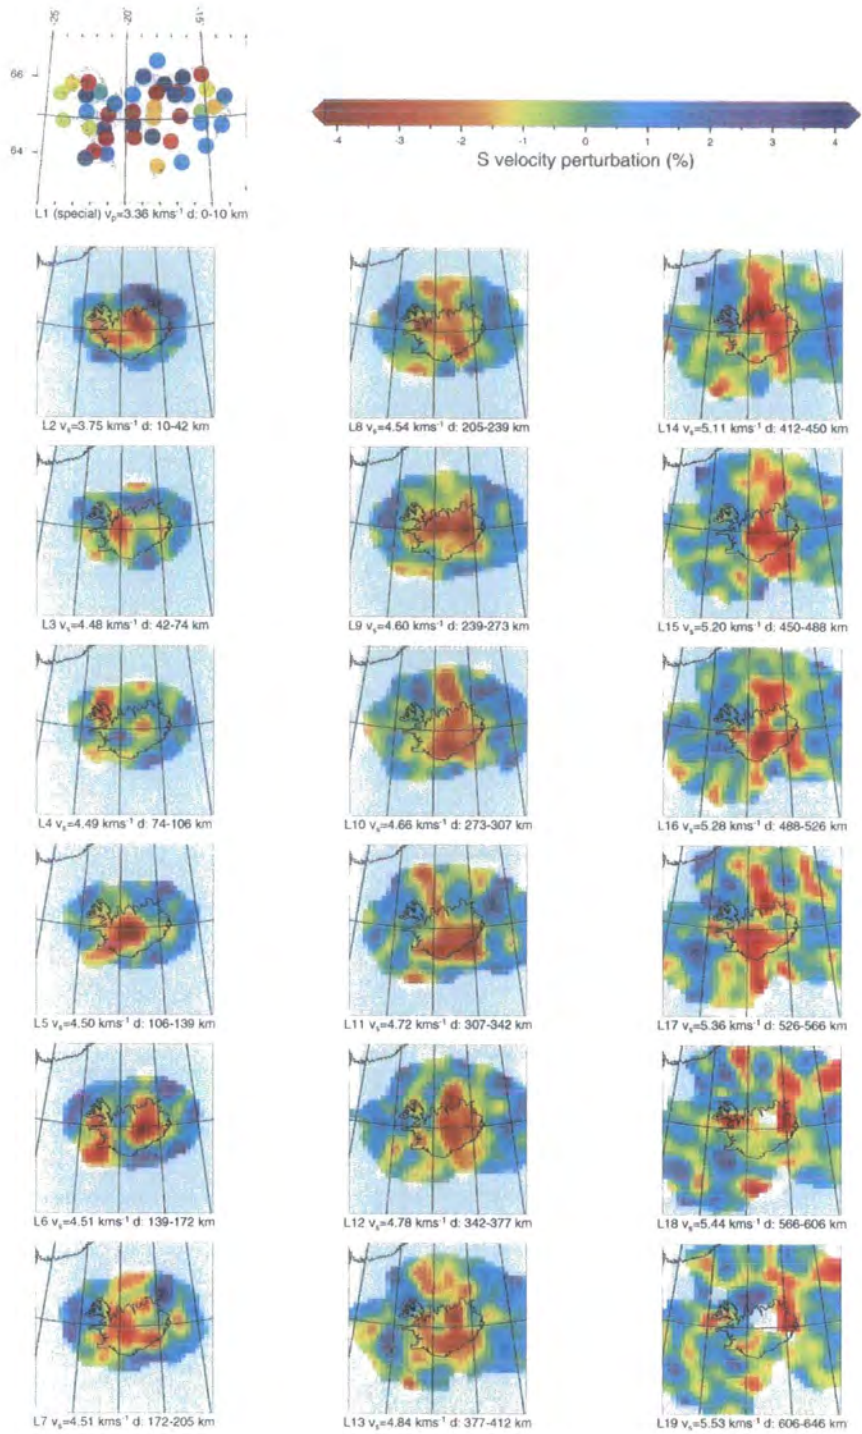 -25 -20 -15
66
64
L1 (special) vp=3.36 kms-1 d: 0-10 km
-4 -3 -2 -1 0 1 2 3 4
S velocity perturbation (%)
L2 vs=3.75 kms-1 d: 10-42 km
L3 vs=4.48 kms-1 d: 42-74 km
L4 vs=4.49 kms-1 d: 74-106 km
L5 vs=4.50 kms-1 d: 106-139 km
L6 vs=4.51 kms-1 d: 139-172 km
L7 vs=4.51 kms-1 d: 172-205 km
L8 vs=4.54 kms-1 d: 205-239 km
L9 vs=4.60 kms-1 d: 239-273 km
L10 vs=4.66 kms-1 d: 273-307 km
L11 vs=4.72 kms-1 d: 307-342 km
L12 vs=4.78 kms-1 d: 342-377 km
L13 vs=4.84 kms-1 d: 377-412 km
L14 vs=5.11 kms-1 d: 412-450 km
L15 vs=5.20 kms-1 d: 450-488 km
L16 vs=5.28 kms-1 d: 488-526 km
L17 vs=5.36 kms-1 d: 526-566 km
L18 vs=5.44 kms-1 d: 566-606 km
L19 vs=5.53 kms-1 d: 606-646 km